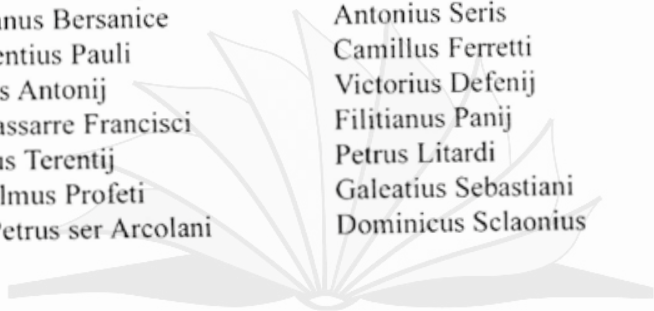 Bersanice
Pauli
Antonij
Francisci
Terentij
Profeti
Petrus ser Arcolani
Antonius Seris
Camillus Ferretti
Victorius Defenij
Filitianus Panij
Petrus Litardi
Galeatius Sebastiani
Dominicus Sclaonius